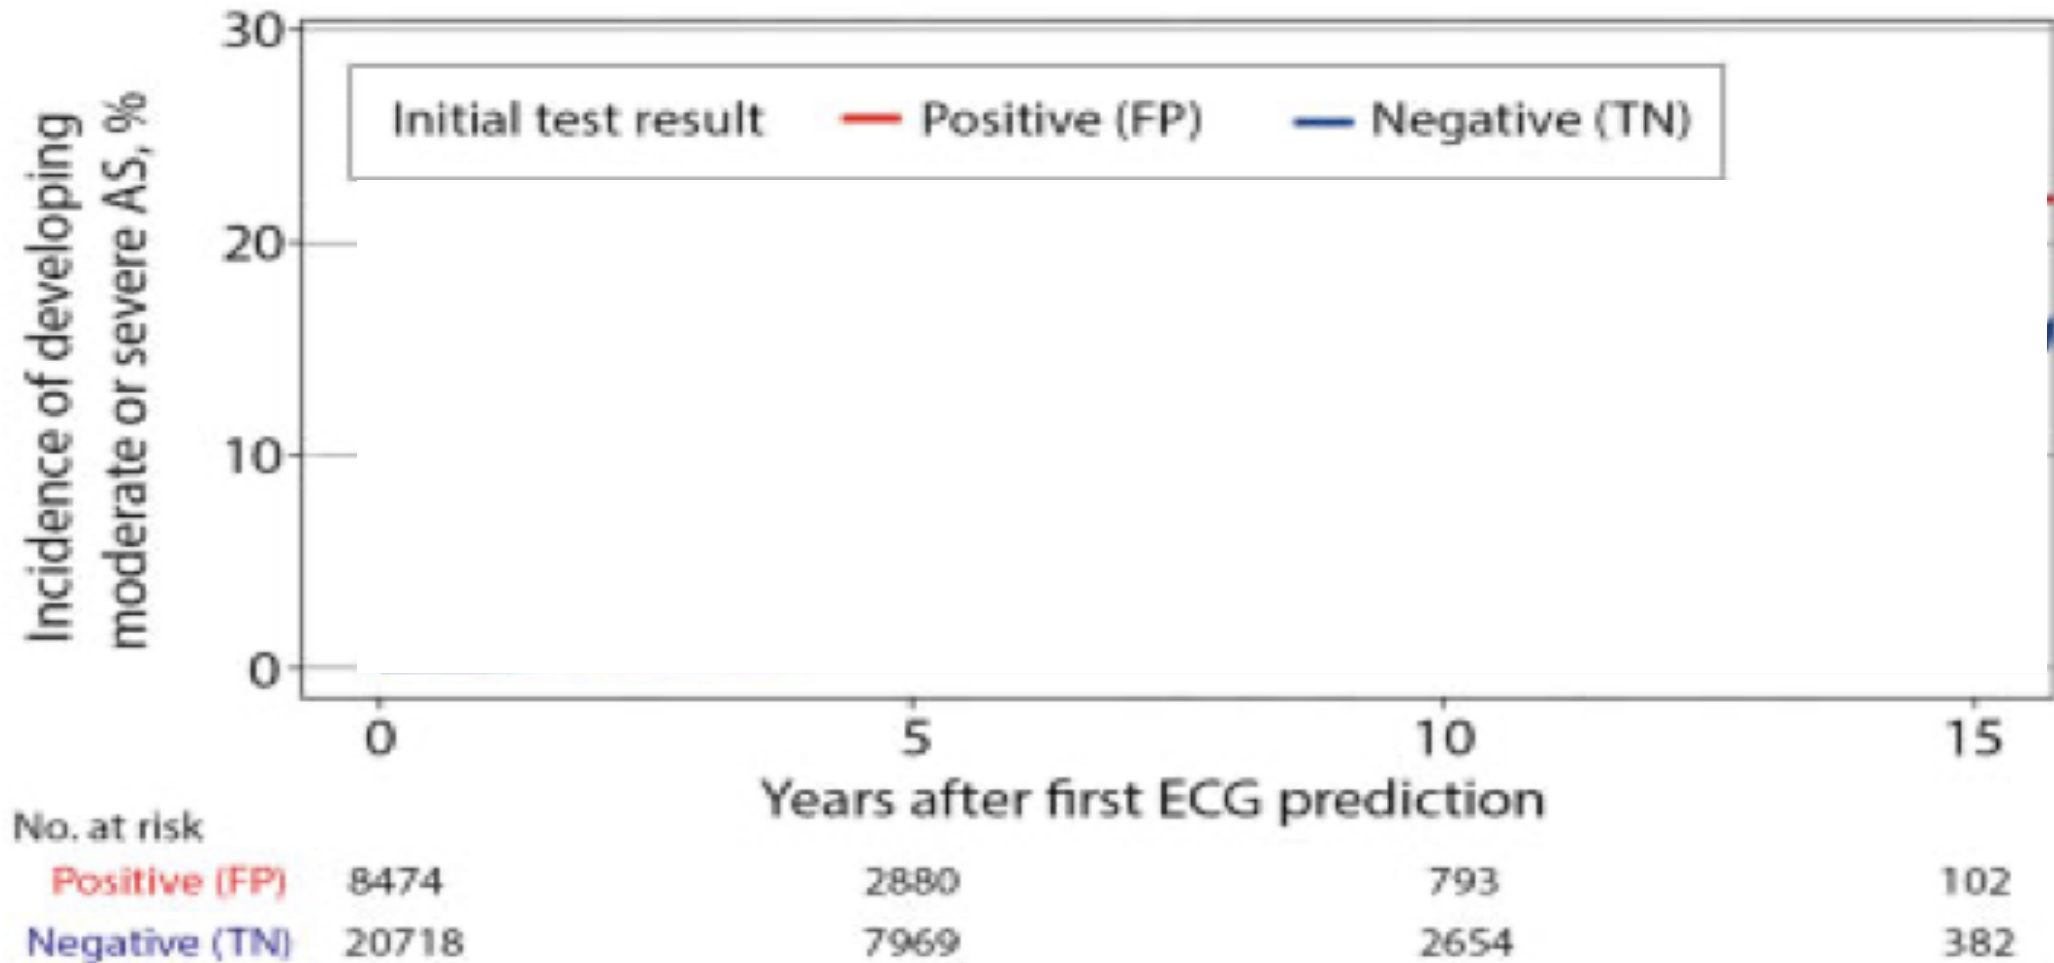 Incidence of developing
moderate or severe AS, %
30
20
10
0
Initial test result Positive (FP) Negative (TN)
0 5 10 15
Years after first ECG prediction
No. at risk
Positive (FP) 8474 2880 793 102
Negative (TN) 20718 7969 2654 382